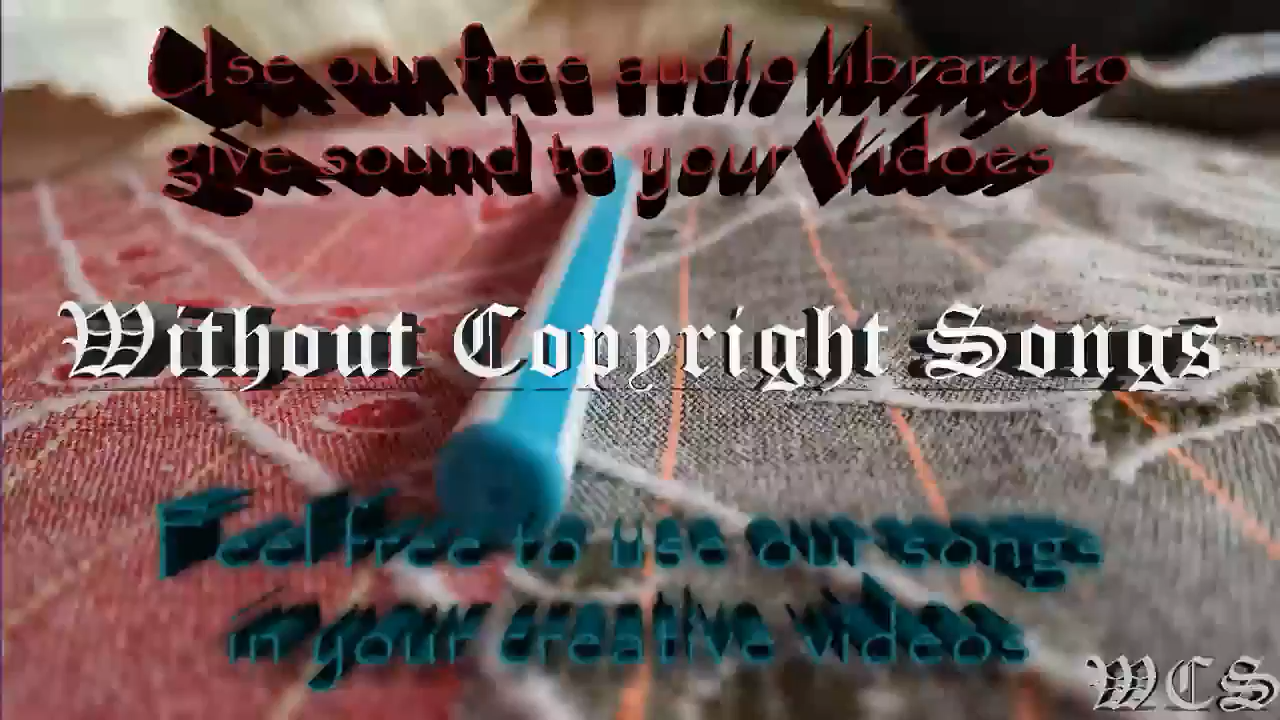 Use our free audio library to
give sound to your Vidoes
Without Copyright Songs
Feel free to use our songs
in your creative videos
WCS